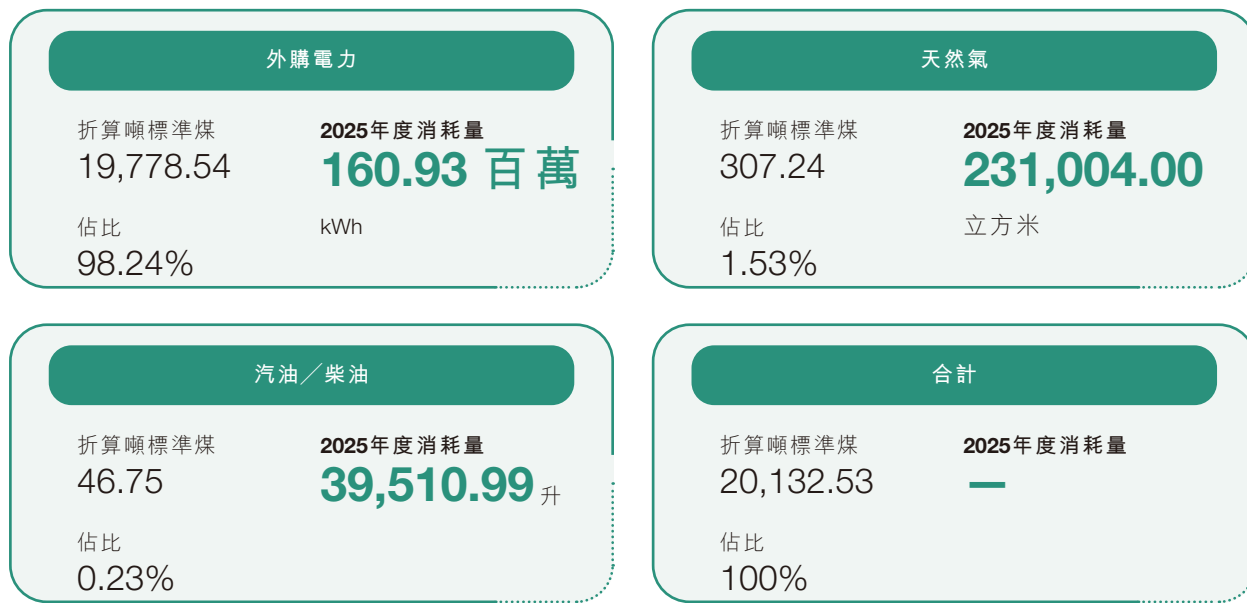 外購電力
折算噸標準煤
19,778.54
佔比
98.24%
2025年度消耗量
160.93 百萬
kWh
天然氣
折算噸標準煤
307.24
佔比
1.53%
2025年度消耗量
231,004.00
立方米
汽油／柴油
折算噸標準煤
46.75
佔比
0.23%
2025年度消耗量
39,510.99 升
合計
折算噸標準煤
20,132.53
佔比
100%
2025年度消耗量
—